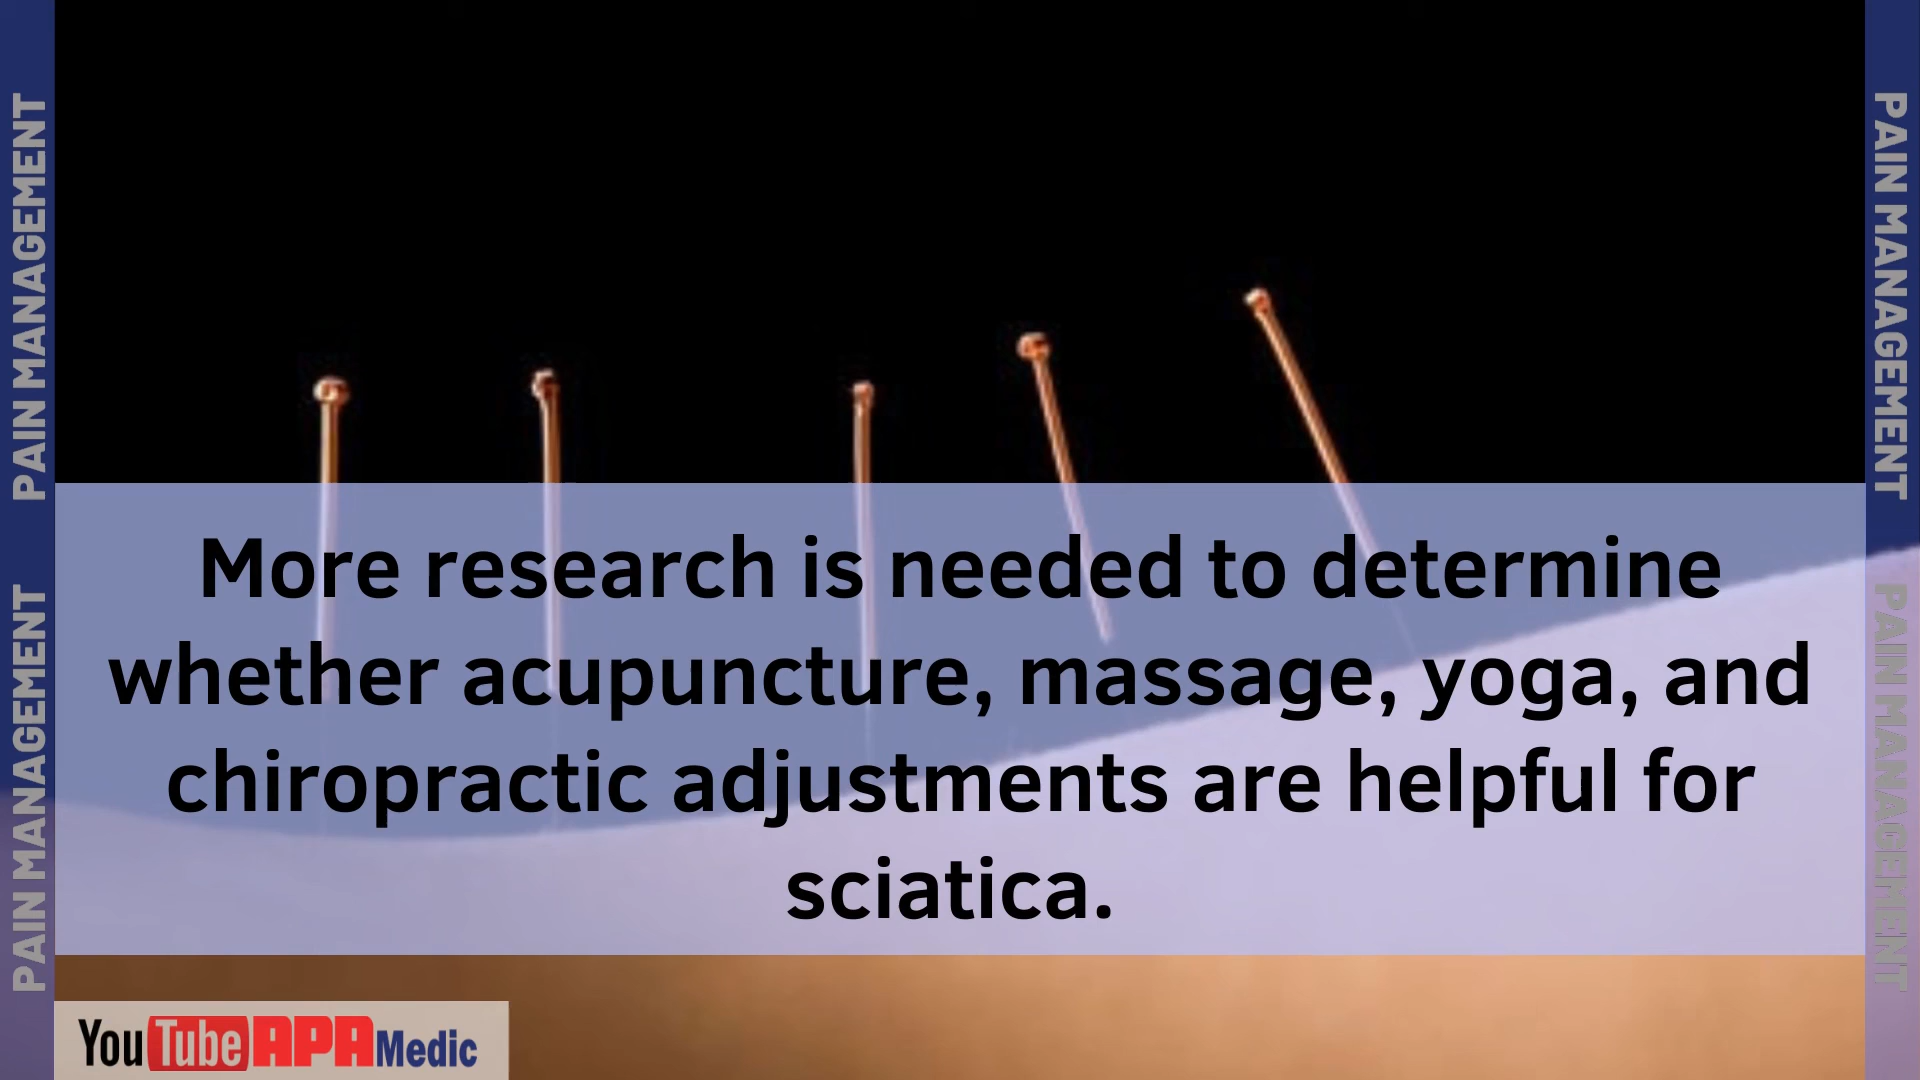 PAIN MANAGEMENT
PAIN MANAGEMENT
PAIN MANAGEMENT
PAIN MANAGEMENT
More research is needed to determine
whether acupuncture, massage, yoga, and
chiropractic adjustments are helpful for
sciatica.
YouTube APA Medic